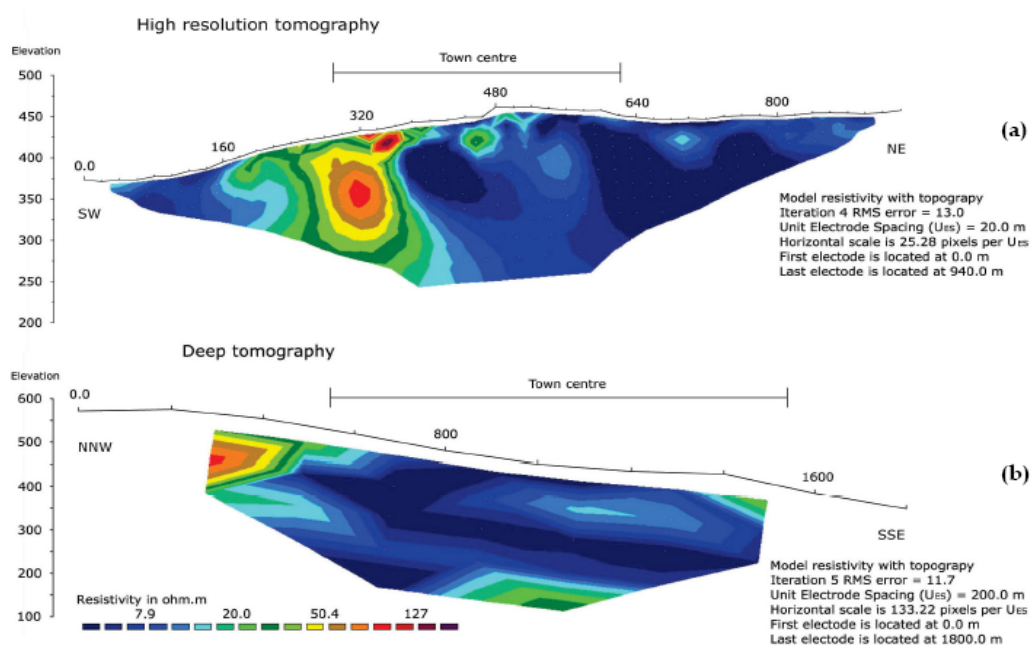 High resolution tomography
Elevation
Town centre
500
450
400
350
300
250
200
0.0
160
320
480
640
800
SW
NE
(a)
Model resistivity with topograpy
Iteration 4 RMS error = 13.0
Unit Electrode Spacing (UES) = 20.0 m
Horizontal scale is 25.28 pixels per UES
First electode is located at 0.0 m
Last electode is located at 940.0 m
Deep tomography
Elevation
Town centre
600
500
400
300
200
100
0.0
800
1600
NNW
SSE
(b)
Model resistivity with topograpy
Iteration 5 RMS error = 11.7
Unit Electrode Spacing (UES) = 200.0 m
Horizontal scale is 133.22 pixels per UES
First electode is located at 0.0 m
Last electode is located at 1800.0 m
Resistivity in ohm.m
7.9 20.0 50.4 127